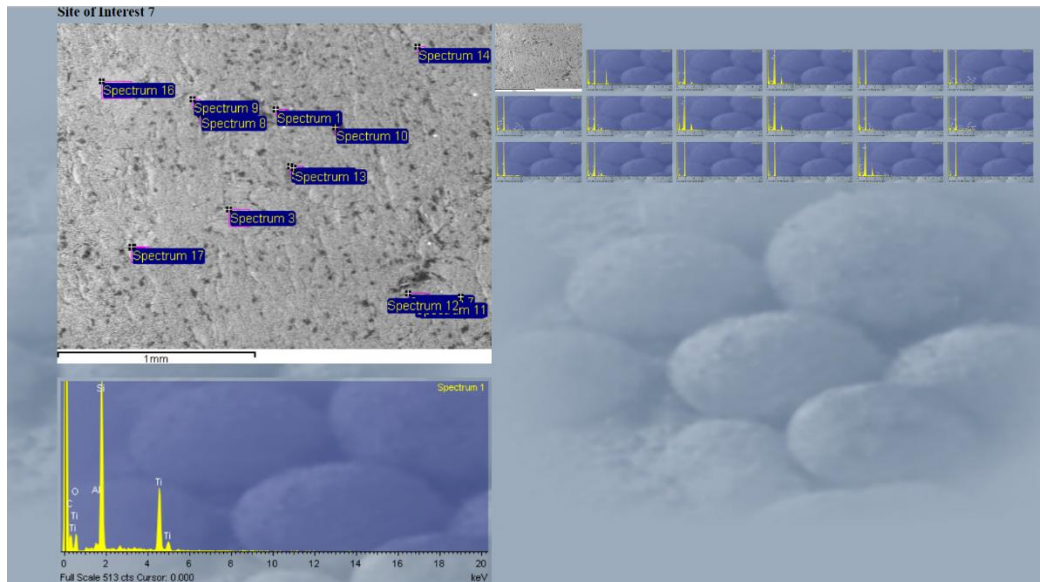 Site of Interest 7
Spectrum 14
Spectrum 16
Spectrum 9
Spectrum 8
Spectrum 1
Spectrum 10
Spectrum 13
Spectrum 3
Spectrum 17
Spectrum 12
Spectrum 11
1mm
Spectrum 1
Si
Al
O
C
Ti
Ti
Ti
Ti
0 2 4 6 8 10 12 14 16 18 20
Full Scale 513 cts Cursor: 0.000 keV